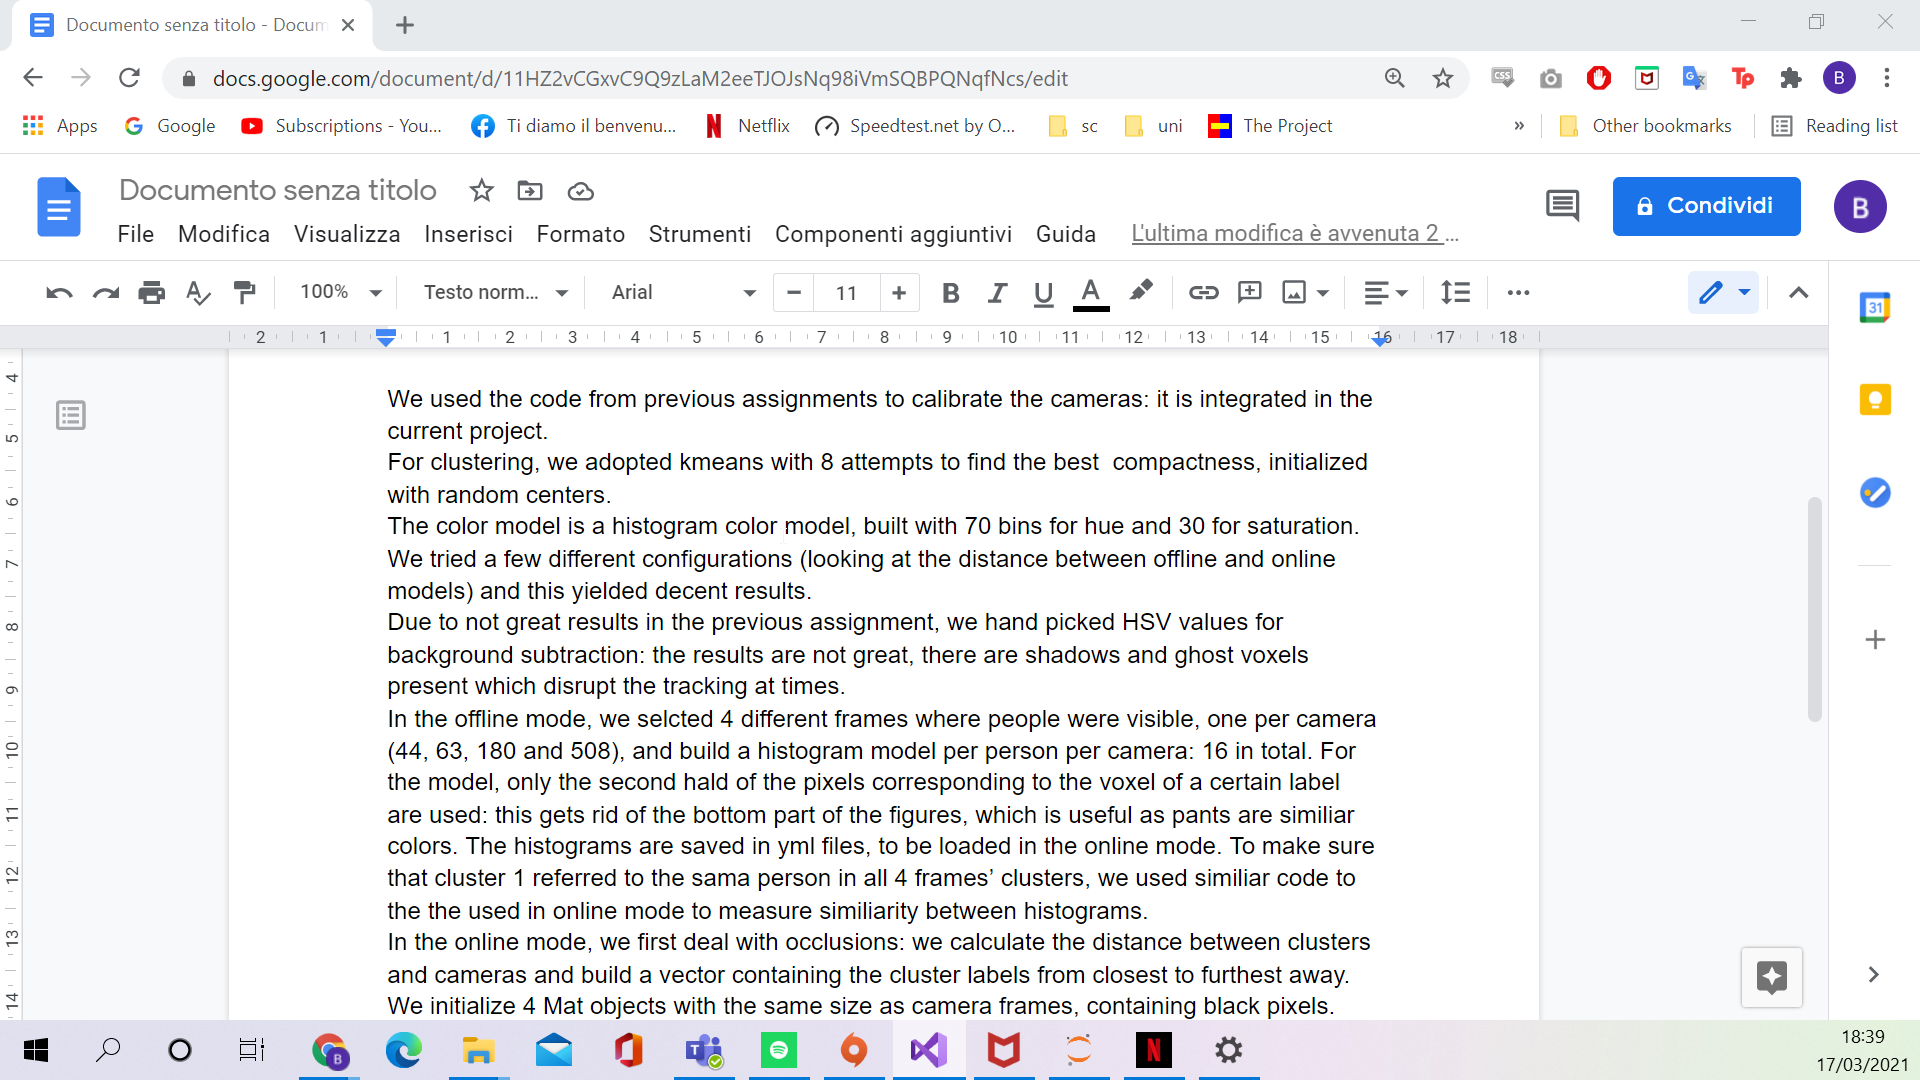 Documento senza titolo - Docum
docs.google.com/document/d/11HZ2vCGxvC9Q9zLaM2eeTJOJsNq98iVmSQBPQNqfNcs/edit
CSS
B
Apps Google Subscriptions - You... Ti diamo il benvenu... Netflix Speedtest.net by O... sc uni The Project » Other bookmarks Reading list
Documento senza titolo
Condividi
B
File Modifica Visualizza Inserisci Formato Strumenti Componenti aggiuntivi Guida L'ultima modifica è avvenuta 2 ...
100% Testo norm... Arial 11 B I U A
31
2 1 1 2 3 4 5 6 7 8 9 10 11 12 13 14 15 16 17 18
4
5
6
7
8
9
10
11
12
13
14
We used the code from previous assignments to calibrate the cameras: it is integrated in the
current project.
For clustering, we adopted kmeans with 8 attempts to find the best  compactness, initialized
with random centers.
The color model is a histogram color model, built with 70 bins for hue and 30 for saturation.
We tried a few different configurations (looking at the distance between offline and online
models) and this yielded decent results.
Due to not great results in the previous assignment, we hand picked HSV values for
background subtraction: the results are not great, there are shadows and ghost voxels
present which disrupt the tracking at times.
In the offline mode, we selcted 4 different frames where people were visible, one per camera
(44, 63, 180 and 508), and build a histogram model per person per camera: 16 in total. For
the model, only the second hald of the pixels corresponding to the voxel of a certain label
are used: this gets rid of the bottom part of the figures, which is useful as pants are similiar
colors. The histograms are saved in yml files, to be loaded in the online mode. To make sure
that cluster 1 referred to the sama person in all 4 frames’ clusters, we used similiar code to
the the used in online mode to measure similiarity between histograms.
In the online mode, we first deal with occlusions: we calculate the distance between clusters
and cameras and build a vector containing the cluster labels from closest to furthest away.
We initialize 4 Mat objects with the same size as camera frames, containing black pixels.
18:39
17/03/2021